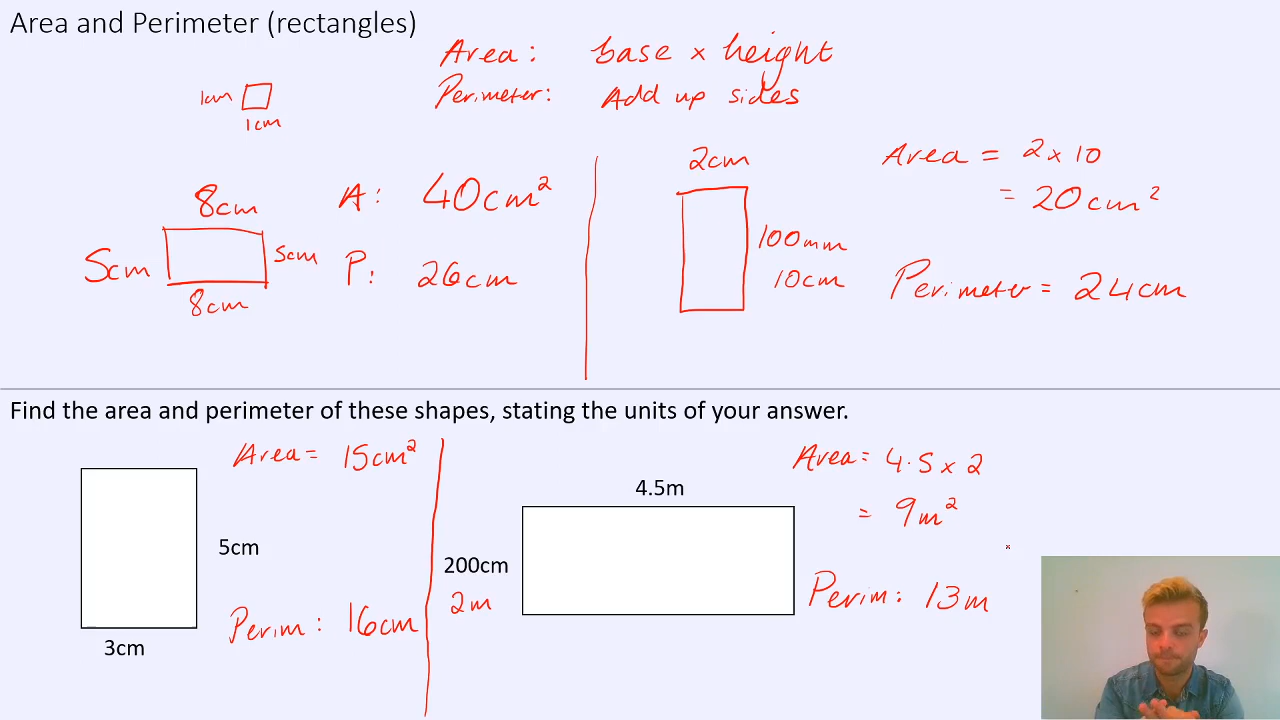 Area and Perimeter (rectangles)
Area : base x height
Perimeter: Add up sides
1cm
1cm
8cm
5cm
5cm
8cm
A : 40cm²
P: 26cm
2cm
100mm
10cm
Area = 2 x 10
= 20cm²
Perimeter = 24cm
Find the area and perimeter of these shapes, stating the units of your answer.
Area = 15cm²
5cm
3cm
Perim : 16cm
4.5m
200cm
2m
Area = 4.5 x 2
= 9m²
Perim : 13m